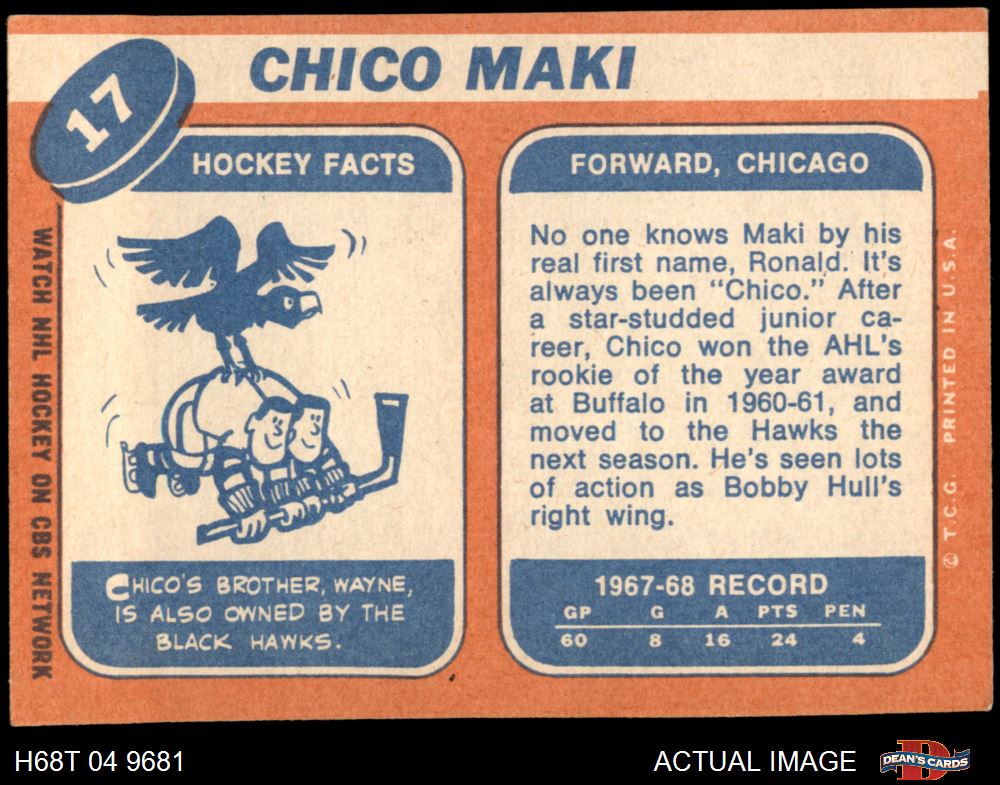 17
CHICO MAKI
HOCKEY FACTS
CHICO'S BROTHER, WAYNE,
IS ALSO OWNED BY THE
BLACK HAWKS.
FORWARD, CHICAGO
No one knows Maki by his
real first name, Ronald. It's
always been "Chico." After
a star-studded junior ca-
reer, Chico won the AHL's
rookie of the year award
at Buffalo in 1960-61, and
moved to the Hawks the
next season. He's seen lots
of action as Bobby Hull's
right wing.
1967-68 RECORD
GP G A PTS PEN
60 8 16 24 4
WATCH NHL HOCKEY ON CBS NETWORK
© T.C.G. PRINTED IN U.S.A.
H68T 04 9681
ACTUAL IMAGE
D
DEAN'S CARDS